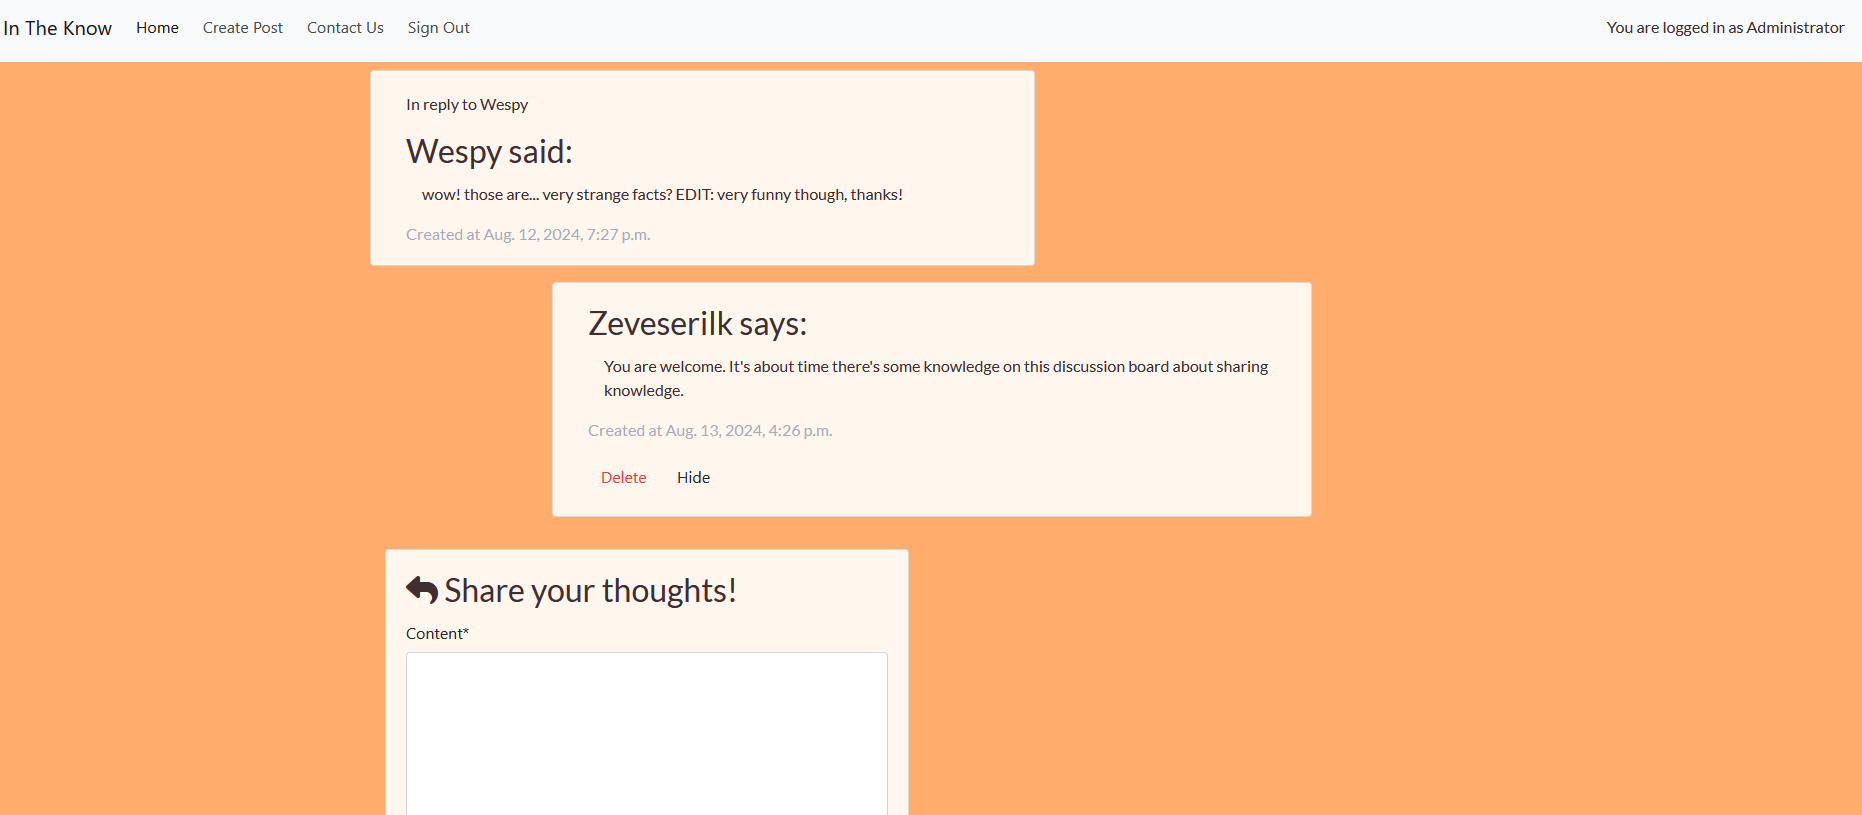 In The Know Home Create Post Contact Us Sign Out You are logged in as Administrator
In reply to Wespy
Wespy said:
wow! those are... very strange facts? EDIT: very funny though, thanks!
Created at Aug. 12, 2024, 7:27 p.m.
Zeveserilk says:
You are welcome. It's about time there's some knowledge on this discussion board about sharing
knowledge.
Created at Aug. 13, 2024, 4:26 p.m.
Delete Hide
Share your thoughts!
Content*